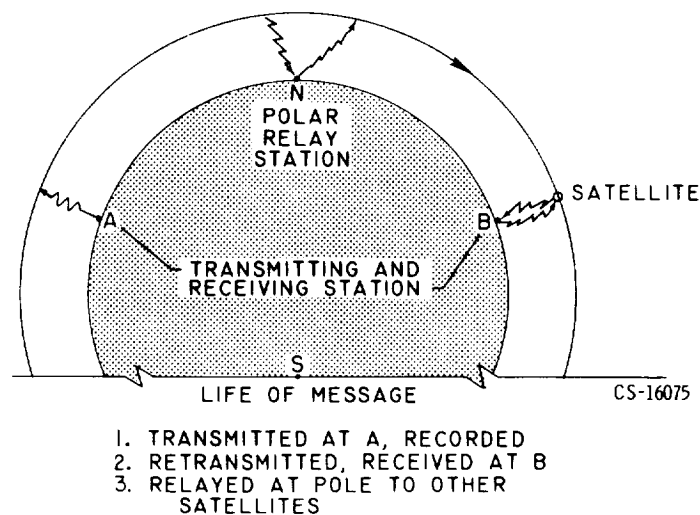 N
POLAR
RELAY
STATION
SATELLITE
A
B
TRANSMITTING AND
RECEIVING STATION
S
LIFE OF MESSAGE
CS-16075
1. TRANSMITTED AT A, RECORDED
2. RETRANSMITTED, RECEIVED AT B
3. RELAYED AT POLE TO OTHER
SATELLITES